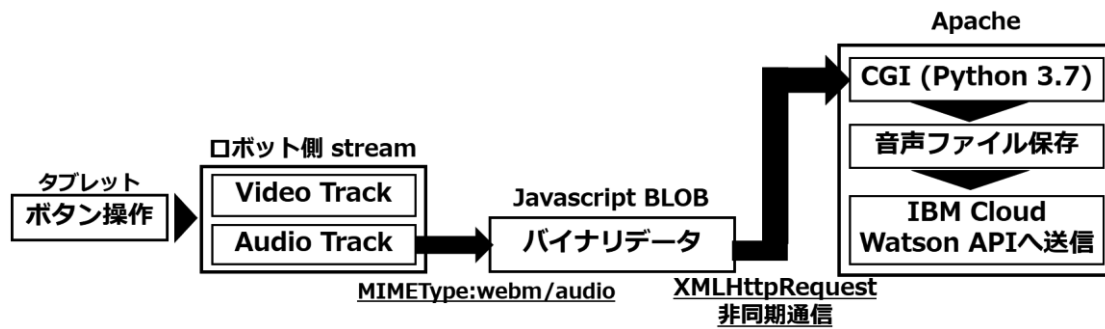 タブレット
ボタン操作
ロボット側 stream
Video Track
Audio Track
MIMEType:webm/audio
Javascript BLOB
バイナリデータ
XMLHttpRequest
非同期通信
Apache
CGI (Python 3.7)
音声ファイル保存
IBM Cloud
Watson APIへ送信